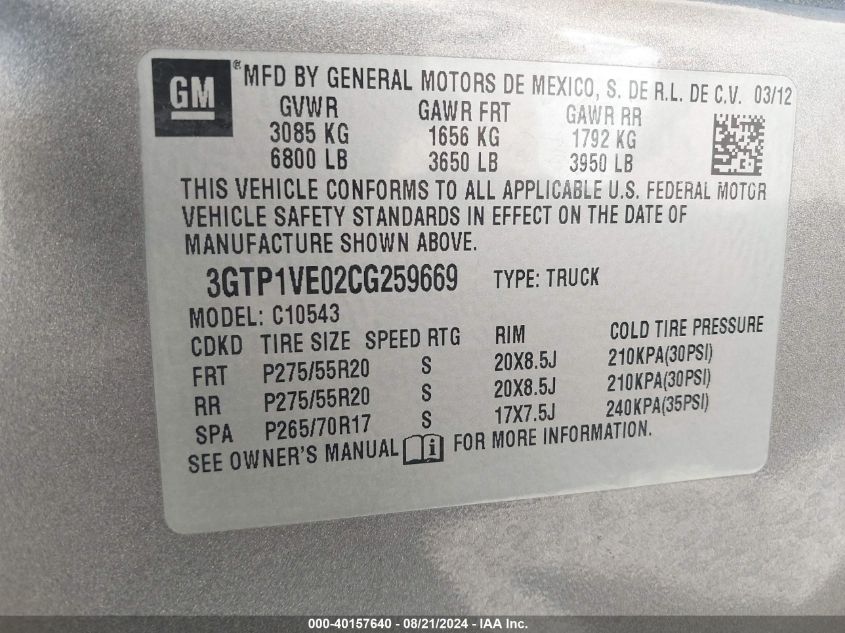 GM® MFD BY GENERAL MOTORS DE MEXICO, S. DE R.L. DE C.V. 03/12
GVWR GAWR FRT GAWR RR
3085 KG 1656 KG 1792 KG
6800 LB 3650 LB 3950 LB
THIS VEHICLE CONFORMS TO ALL APPLICABLE U.S. FEDERAL MOTOR
VEHICLE SAFETY STANDARDS IN EFFECT ON THE DATE OF
MANUFACTURE SHOWN ABOVE.
3GTP1VE02CG259669 TYPE: TRUCK
MODEL: C10543
CDKD TIRE SIZE SPEED RTG RIM COLD TIRE PRESSURE
FRT P275/55R20 S 20X8.5J 210KPA(30PSI)
RR P275/55R20 S 20X8.5J 210KPA(30PSI)
SPA P265/70R17 S 17X7.5J 240KPA(35PSI)
SEE OWNER'S MANUAL i FOR MORE INFORMATION.
000-40157640 - 08/21/2024 - IAA Inc.